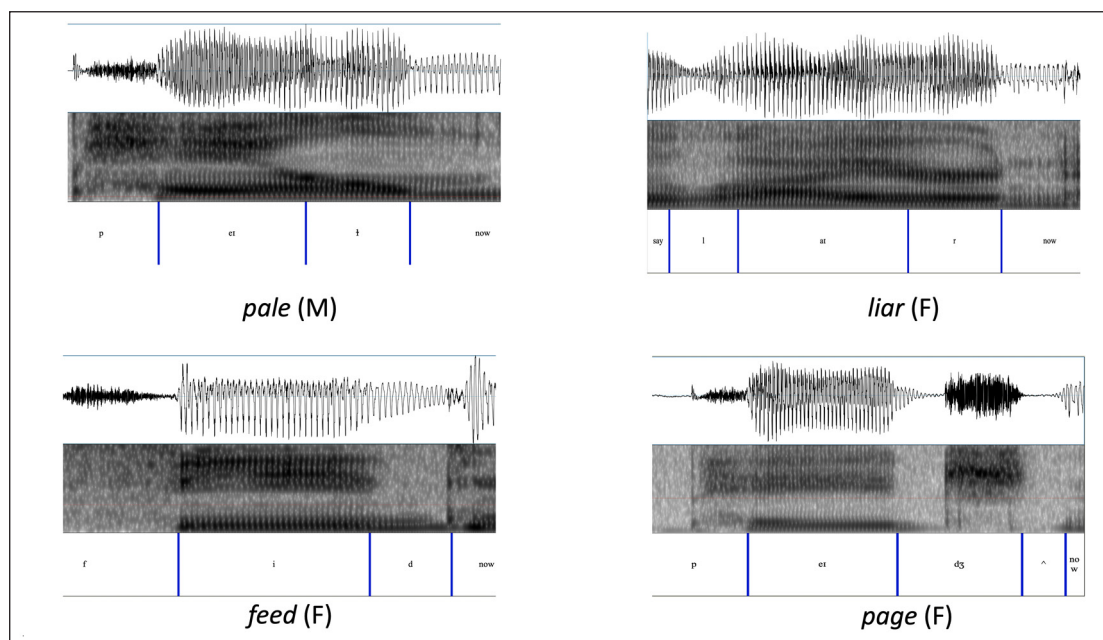 p eɪ ɫ now
say l aɪ r now
pale (M)
liar (F)
f i d now
p eɪ dʒ ^ no
w
feed (F)
page (F)